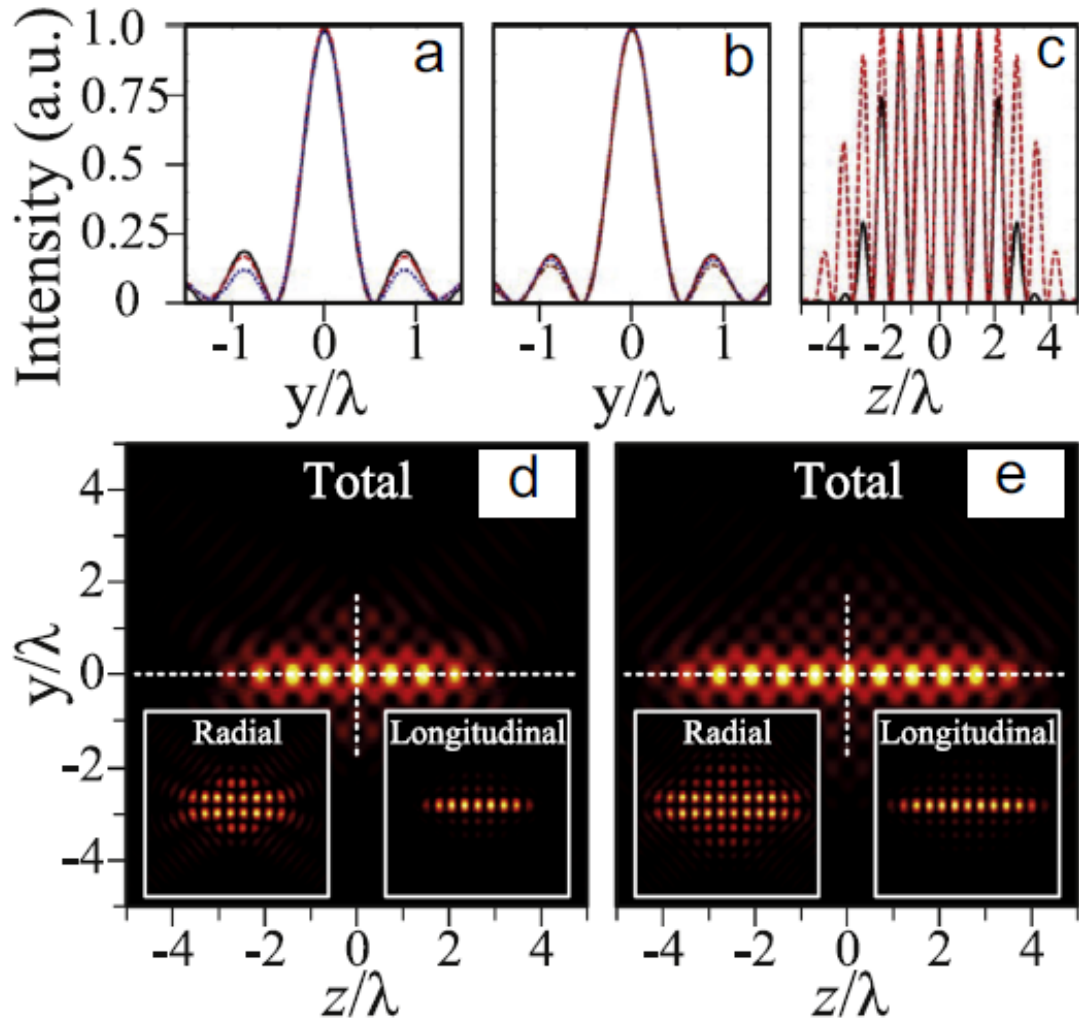 Intensity (a.u.)
1.0
0.75
0.5
0.25
0
a
b
c
-1 0 1
-1 0 1
-4 -2 0 2 4
y/λ
y/λ
z/λ
y/λ
4
2
0
-2
-4
Total
d
Radial
Longitudinal
Total
e
Radial
Longitudinal
-4 -2 0 2 4
-4 -2 0 2 4
z/λ
z/λ